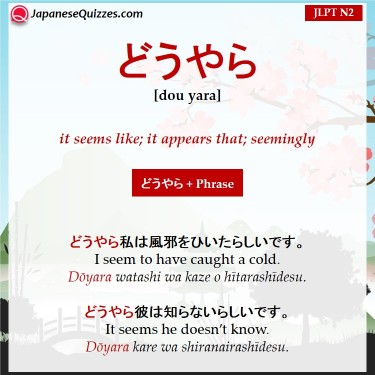 JapaneseQuizzes.com
JLPT N2
どうやら
[dou yara]
it seems like; it appears that; seemingly
どうやら + Phrase
どうやら私は風邪をひいたらしいです。
I seem to have caught a cold.
Dōyara watashi wa kaze o hītarashīdesu.
どうやら彼は知らないらしいです。
It seems he doesn't know.
Dōyara kare wa shiranairashīdesu.